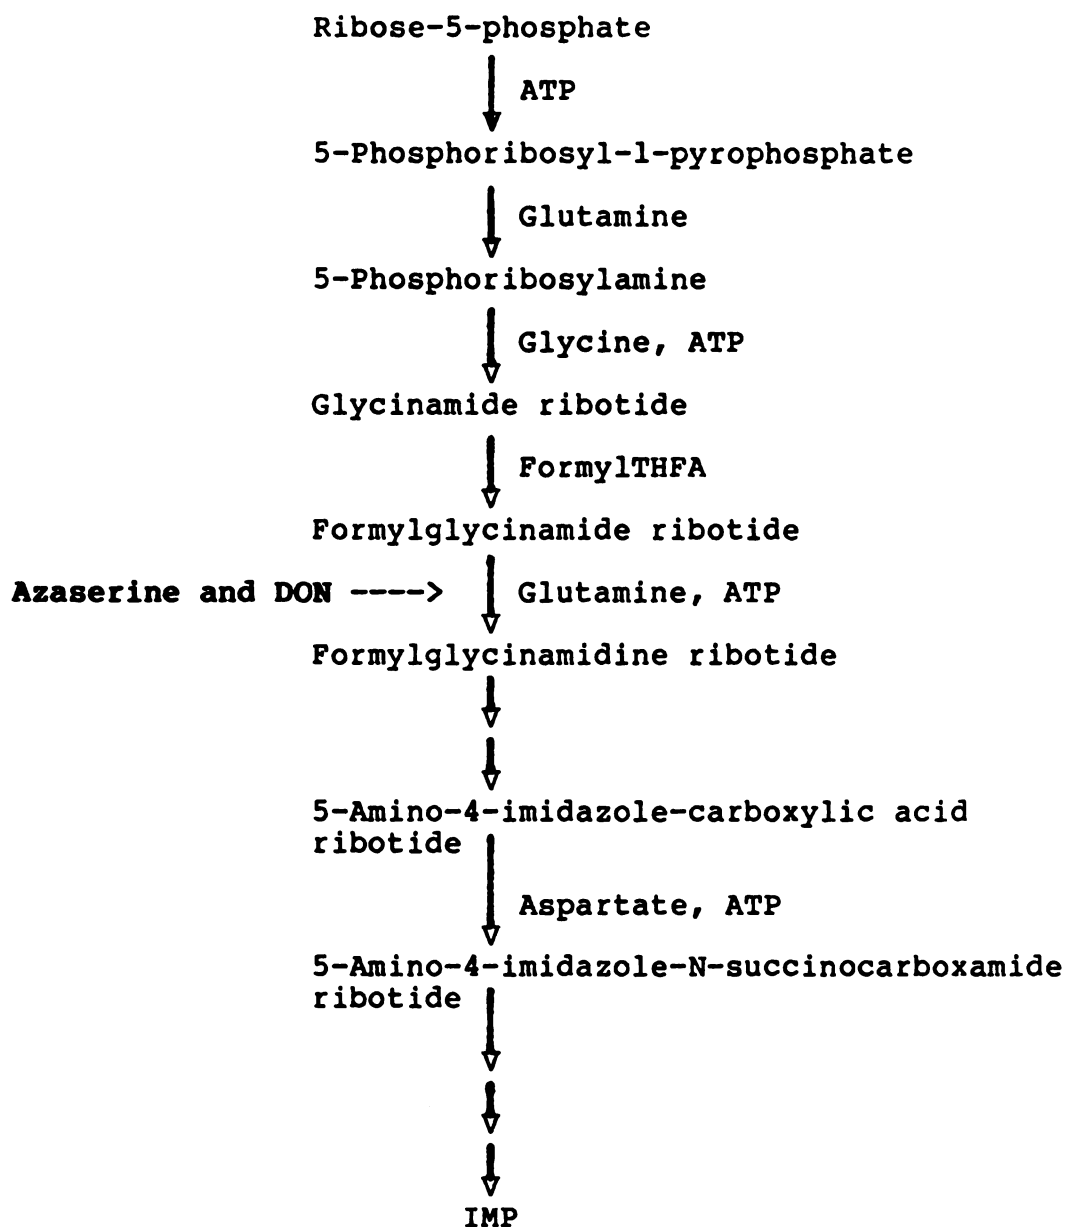 Ribose-5-phosphate
ATP
5-Phosphoribosyl-1-pyrophosphate
Glutamine
5-Phosphoribosylamine
Glycine, ATP
Glycinamide ribotide
FormylTHFA
Formylglycinamide ribotide
Azaserine and DON ----> Glutamine, ATP
Formylglycinamidine ribotide
5-Amino-4-imidazole-carboxylic acid
ribotide
Aspartate, ATP
5-Amino-4-imidazole-N-succinocarboxamide
ribotide
IMP